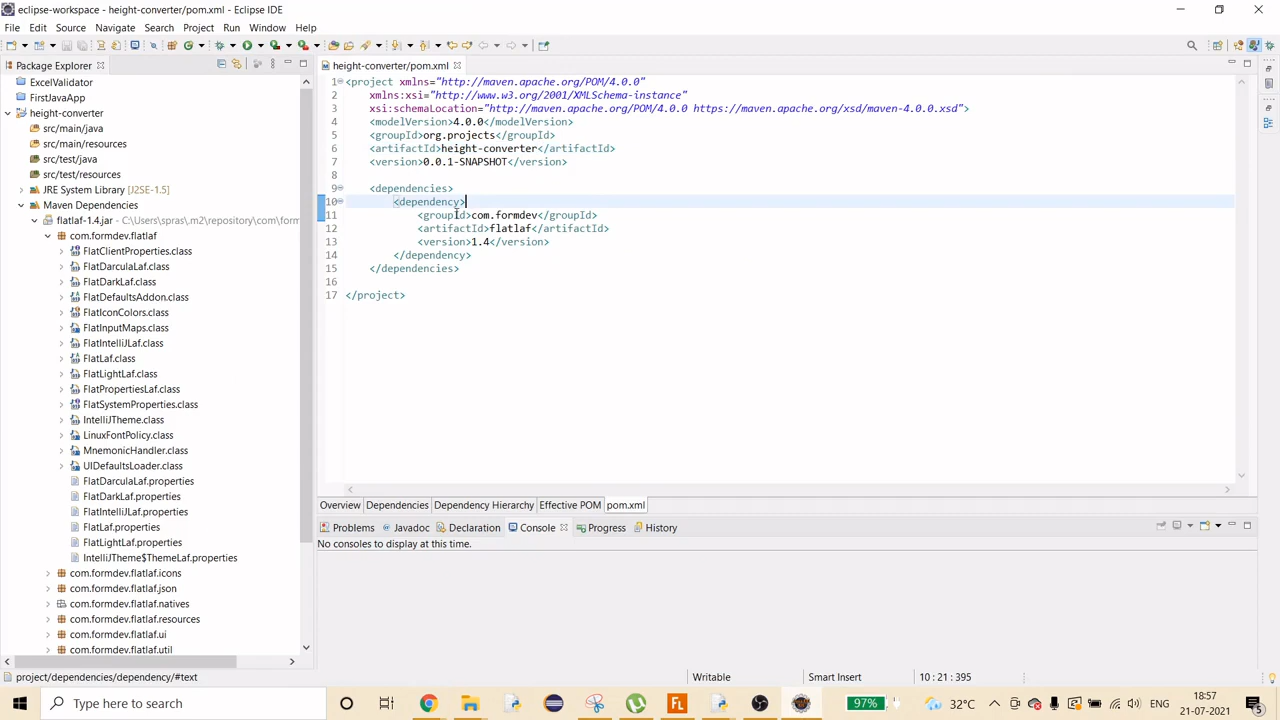 eclipse-workspace - height-converter/pom.xml - Eclipse IDE
File Edit Source Navigate Search Project Run Window Help
Package Explorer
ExcelValidator
FirstJavaApp
height-converter
src/main/java
src/main/resources
src/test/java
src/test/resources
JRE System Library [J2SE-1.5]
Maven Dependencies
flatlaf-1.4.jar - C:\Users\spras\.m2\repository\com\form
com.formdev.flatlaf
FlatClientProperties.class
FlatDarculaLaf.class
FlatDarkLaf.class
FlatDefaultsAddon.class
FlatIconColors.class
FlatInputMaps.class
FlatIntelliJLaf.class
FlatLaf.class
FlatLightLaf.class
FlatPropertiesLaf.class
FlatSystemProperties.class
IntelliJTheme.class
LinuxFontPolicy.class
MnemonicHandler.class
UIDefaultsLoader.class
FlatDarculaLaf.properties
FlatDarkLaf.properties
FlatIntelliJLaf.properties
FlatLaf.properties
FlatLightLaf.properties
IntelliJTheme$ThemeLaf.properties
com.formdev.flatlaf.icons
com.formdev.flatlaf.json
com.formdev.flatlaf.natives
com.formdev.flatlaf.resources
com.formdev.flatlaf.ui
com.formdev.flatlaf.util
height-converter/pom.xml
1 <project xmlns="http://maven.apache.org/POM/4.0.0"
2 xmlns:xsi="http://www.w3.org/2001/XMLSchema-instance"
3 xsi:schemaLocation="http://maven.apache.org/POM/4.0.0 https://maven.apache.org/xsd/maven-4.0.0.xsd">
4 <modelVersion>4.0.0</modelVersion>
5 <groupId>org.projects</groupId>
6 <artifactId>height-converter</artifactId>
7 <version>0.0.1-SNAPSHOT</version>
8
9 <dependencies>
10 <dependency>
11 <groupId>com.formdev</groupId>
12 <artifactId>flatlaf</artifactId>
13 <version>1.4</version>
14 </dependency>
15 </dependencies>
16
17 </project>
Overview Dependencies Dependency Hierarchy Effective POM pom.xml
Problems Javadoc Declaration Console Progress History
No consoles to display at this time.
project/dependencies/dependency/#text Writable Smart Insert 10 : 21 : 395
Type here to search FL 97% 32°C 18:57
21-07-2021
5